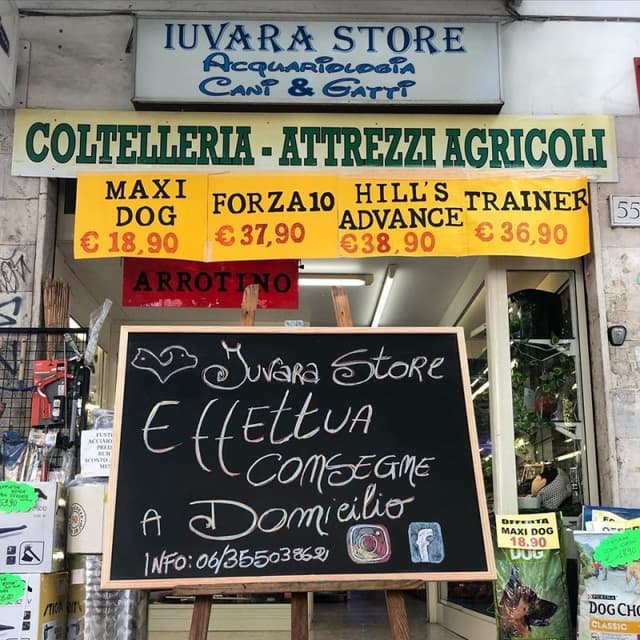 IUVARA STORE
ACQUARIOLOGIA
CANI & GATTI
COLTELLERIA - ATTREZZI AGRICOLI
MAXI DOG
€ 18,90
FORZA10
€ 37,90
HILL'S ADVANCE
€ 38,90
TRAINER
€ 36,90
55
ARROTINO
Iuvara Store
Effettua
Consegne
a Domicilio
INFO: 06/35503862
OFFERTA
MAXI DOG
18.90
DOG
PURINA
DOG CHO
CLASSIC